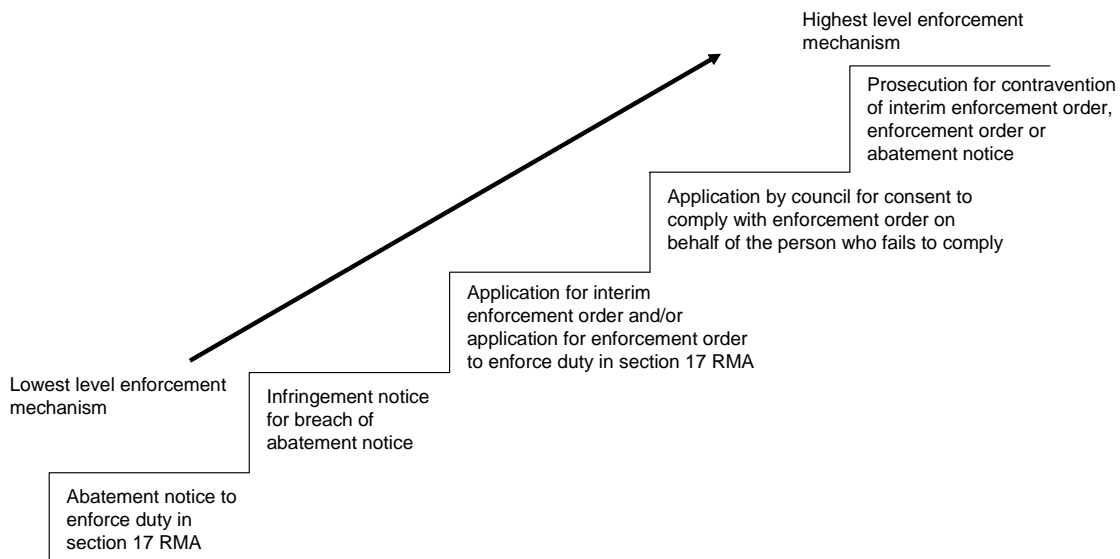 Highest level enforcement
mechanism
Prosecution for contravention
of interim enforcement order,
enforcement order or
abatement notice
Application by council for consent to
comply with enforcement order on
behalf of the person who fails to comply
Application for interim
enforcement order and/or
application for enforcement order
to enforce duty in section 17 RMA
Lowest level enforcement
mechanism
Infringement notice
for breach of
abatement notice
Abatement notice to
enforce duty in
section 17 RMA